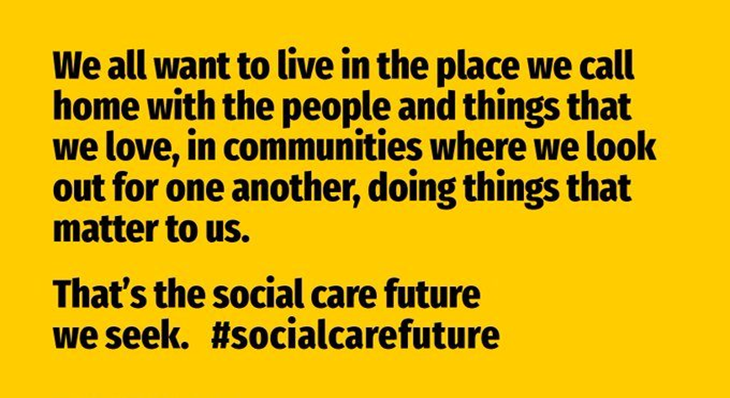 We all want to live in the place we call
home with the people and things that
we love, in communities where we look
out for one another, doing things that
matter to us.
That’s the social care future
we seek. #socialcarefuture